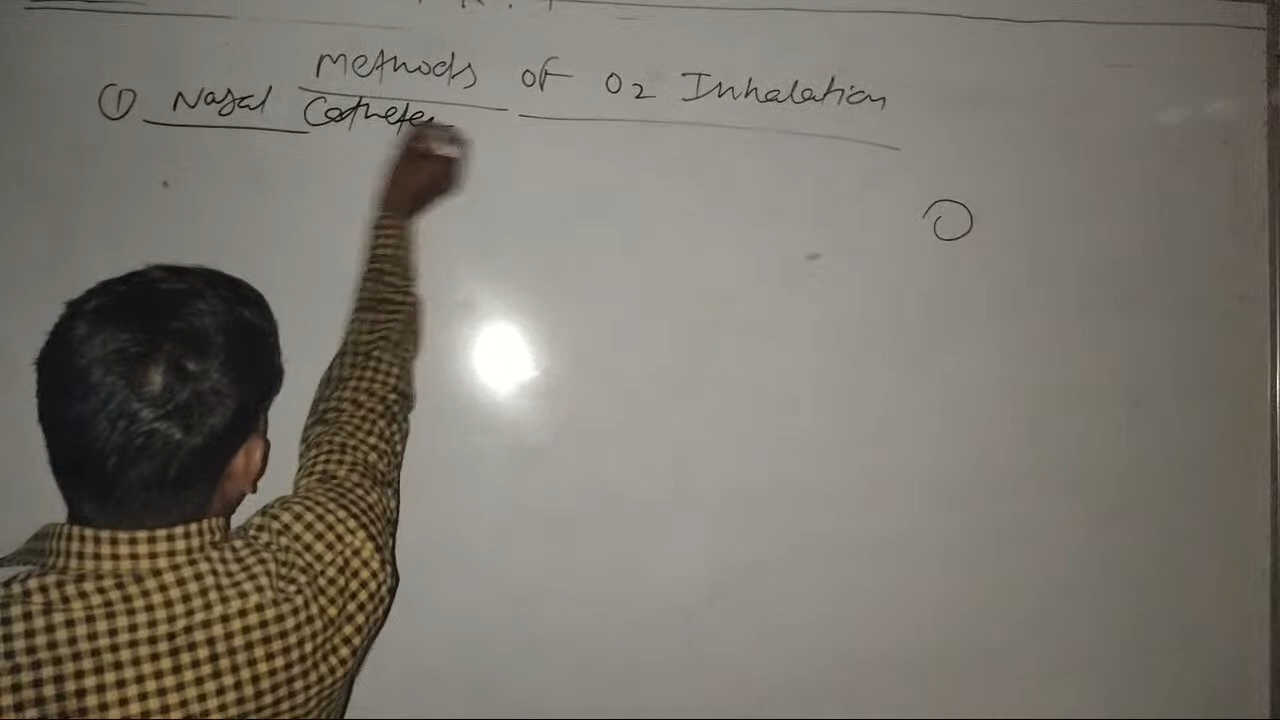 Methods of O2 Inhalation
① Nasal Catheter